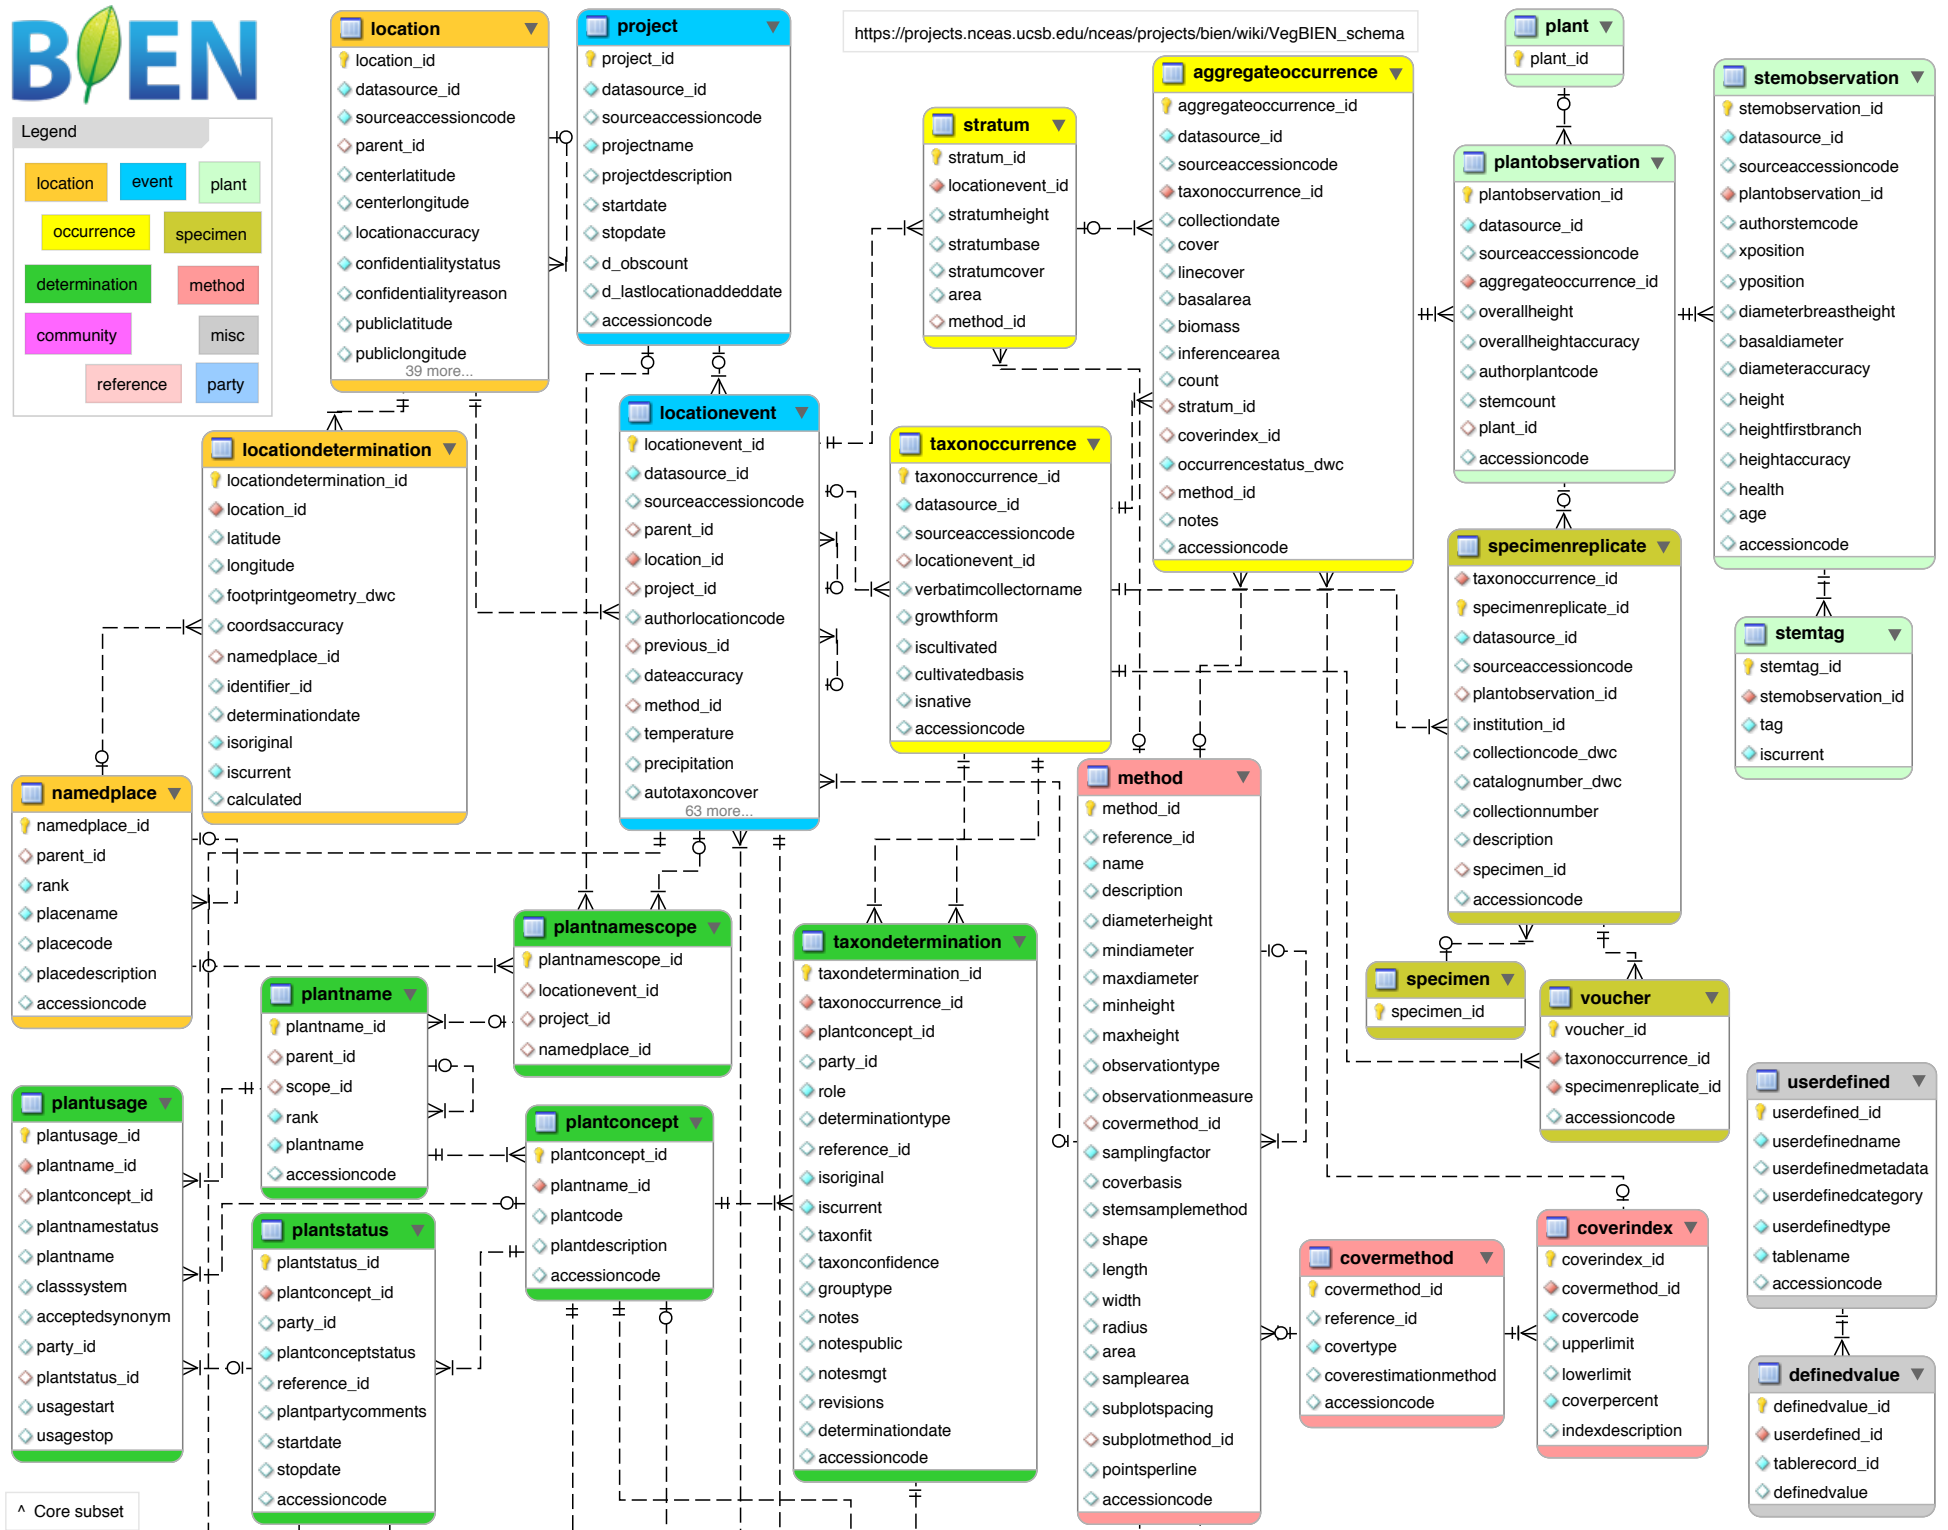 BIEN
Legend
location
event
plant
occurrence
specimen
determination
method
community
misc
reference
party
location
location_id
datasource_id
sourceaccessioncode
parent_id
centerlatitude
centerlongitude
locationaccuracy
confidentialitystatus
confidentialityreason
publiclatitude
publiclongitude
39 more...
project
project_id
datasource_id
sourceaccessioncode
projectname
projectdescription
startdate
stopdate
d_obscount
d_lastlocationaddeddate
accessioncode
https://projects.nceas.ucsb.edu/nceas/projects/bien/wiki/VegBIEN_schema
stratum
stratum_id
locationevent_id
stratumheight
stratumbase
stratumcover
area
method_id
aggregateoccurrence
aggregateoccurrence_id
datasource_id
sourceaccessioncode
taxonoccurrence_id
collectiondate
cover
linecover
basalarea
biomass
inferencearea
count
stratum_id
coverindex_id
occurrencestatus_dwc
method_id
notes
accessioncode
plant
plant_id
plantobservation
plantobservation_id
datasource_id
sourceaccessioncode
aggregateoccurrence_id
overallheight
overallheightaccuracy
authorplantcode
stemcount
plant_id
accessioncode
stemobservation
stemobservation_id
datasource_id
sourceaccessioncode
plantobservation_id
authorstemcode
xposition
yposition
diameterbreastheight
basaldiameter
diameteraccuracy
height
heightfirstbranch
heightaccuracy
health
age
accessioncode
locationdetermination
locationdetermination_id
location_id
latitude
longitude
footprintgeometry_dwc
coordsaccuracy
namedplace_id
identifier_id
determinationdate
isoriginal
iscurrent
calculated
locationevent
locationevent_id
datasource_id
sourceaccessioncode
parent_id
location_id
project_id
authorlocationcode
previous_id
dateaccuracy
method_id
temperature
precipitation
autotaxoncover
63 more...
taxonoccurrence
taxonoccurrence_id
datasource_id
sourceaccessioncode
locationevent_id
verbatimcollectorname
growthform
iscultivated
cultivatedbasis
isnative
accessioncode
specimenreplicate
taxonoccurrence_id
specimenreplicate_id
datasource_id
sourceaccessioncode
plantobservation_id
institution_id
collectioncode_dwc
catalognumber_dwc
collectionnumber
description
specimen_id
accessioncode
stemtag
stemtag_id
stemobservation_id
tag
iscurrent
namedplace
namedplace_id
parent_id
rank
placename
placecode
placedescription
accessioncode
method
method_id
reference_id
name
description
diameterheight
mindiameter
maxdiameter
minheight
maxheight
observationtype
observationmeasure
covermethod_id
samplingfactor
coverbasis
stemsamplemethod
shape
length
width
radius
area
samplearea
subplotspacing
subplotmethod_id
pointsperline
accessioncode
plantnamescope
plantnamescope_id
locationevent_id
project_id
namedplace_id
taxondetermination
taxondetermination_id
taxonoccurrence_id
plantconcept_id
party_id
role
determinationtype
reference_id
isoriginal
iscurrent
taxonfit
taxonconfidence
grouptype
notes
notespublic
notesmgt
revisions
determinationdate
accessioncode
plantname
plantname_id
parent_id
scope_id
rank
plantname
accessioncode
specimen
specimen_id
voucher
voucher_id
taxonoccurrence_id
specimenreplicate_id
accessioncode
plantusage
plantusage_id
plantname_id
plantconcept_id
plantnamestatus
plantname
classsystem
acceptedsynonym
party_id
plantstatus_id
usagestart
usagestop
plantconcept
plantconcept_id
plantname_id
plantcode
plantdescription
accessioncode
plantstatus
plantstatus_id
plantconcept_id
party_id
plantconceptstatus
reference_id
plantpartycomments
startdate
stopdate
accessioncode
userdefined
userdefined_id
userdefinedname
userdefinedmetadata
userdefinedcategory
userdefinedtype
tablename
accessioncode
covermethod
covermethod_id
reference_id
covertype
coverestimationmethod
accessioncode
coverindex
coverindex_id
covermethod_id
covercode
upperlimit
lowerlimit
coverpercent
indexdescription
definedvalue
definedvalue_id
userdefined_id
tablerecord_id
definedvalue
^ Core subset